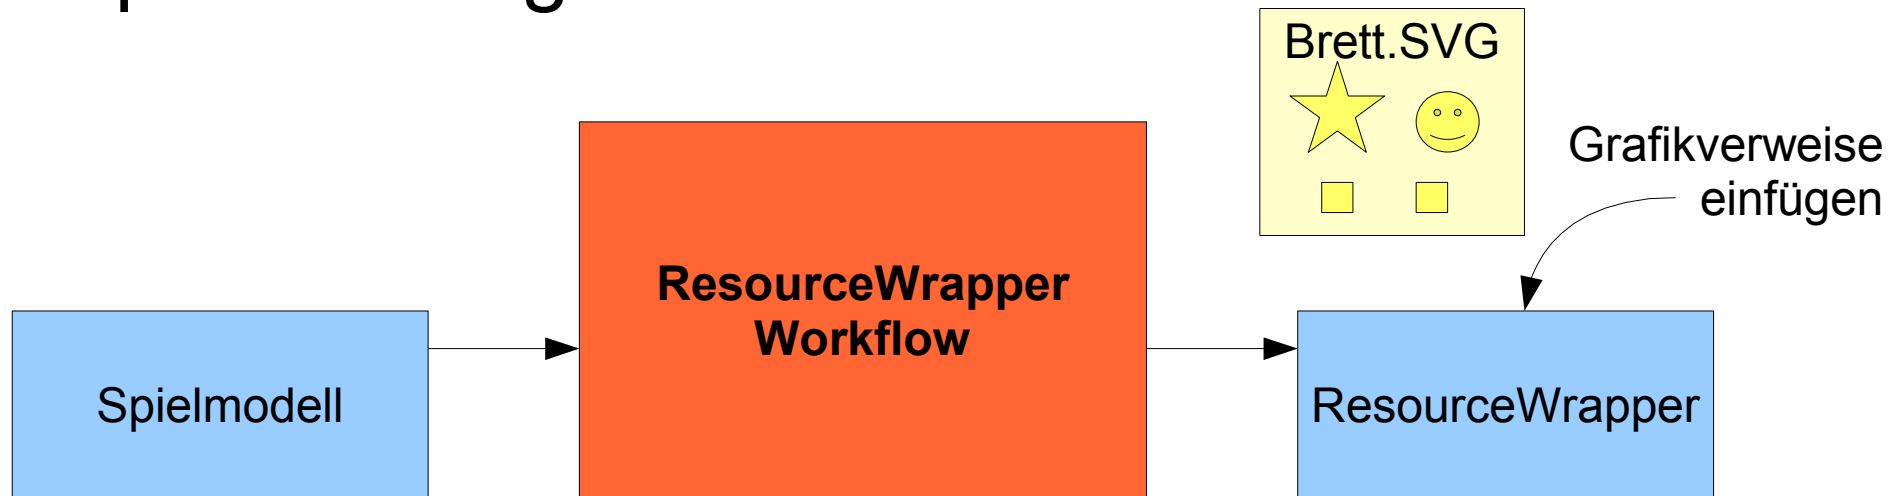 Brett.SVG
Grafikverweise
einfügen
ResourceWrapper
Workflow
Spielmodell
ResourceWrapper